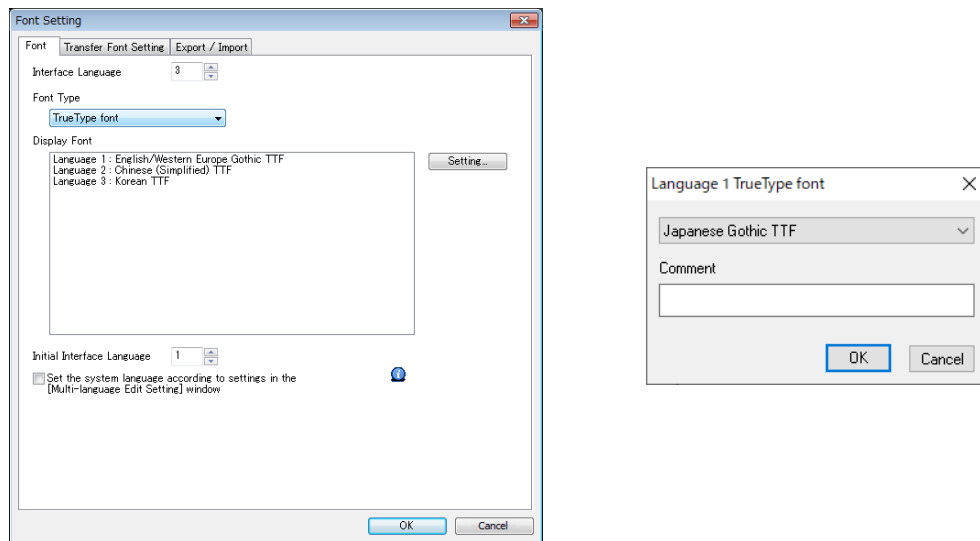 Font Setting
Font
Transfer Font Setting
Export / Import
Interface Language
3
Font Type
TrueType font
Display Font
Language 1 : English/Western Europe Gothic TTF
Language 2 : Chinese (Simplified) TTF
Language 3 : Korean TTF
Setting...
Initial Interface Language
1
Set the system language according to settings in the
[Multi-language Edit Setting] window
OK
Cancel
Language 1 TrueType font
Japanese Gothic TTF
Comment
OK
Cancel